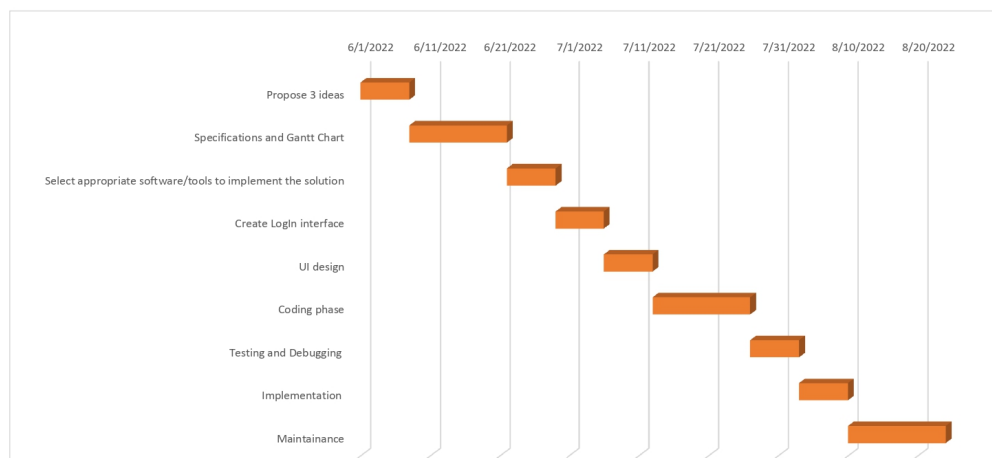 6/1/2022 6/11/2022 6/21/2022 7/1/2022 7/11/2022 7/21/2022 7/31/2022 8/10/2022 8/20/2022
Propose 3 ideas
Specifications and Gantt Chart
Select appropriate software/tools to implement the solution
Create LogIn interface
UI design
Coding phase
Testing and Debugging
Implementation
Maintainance